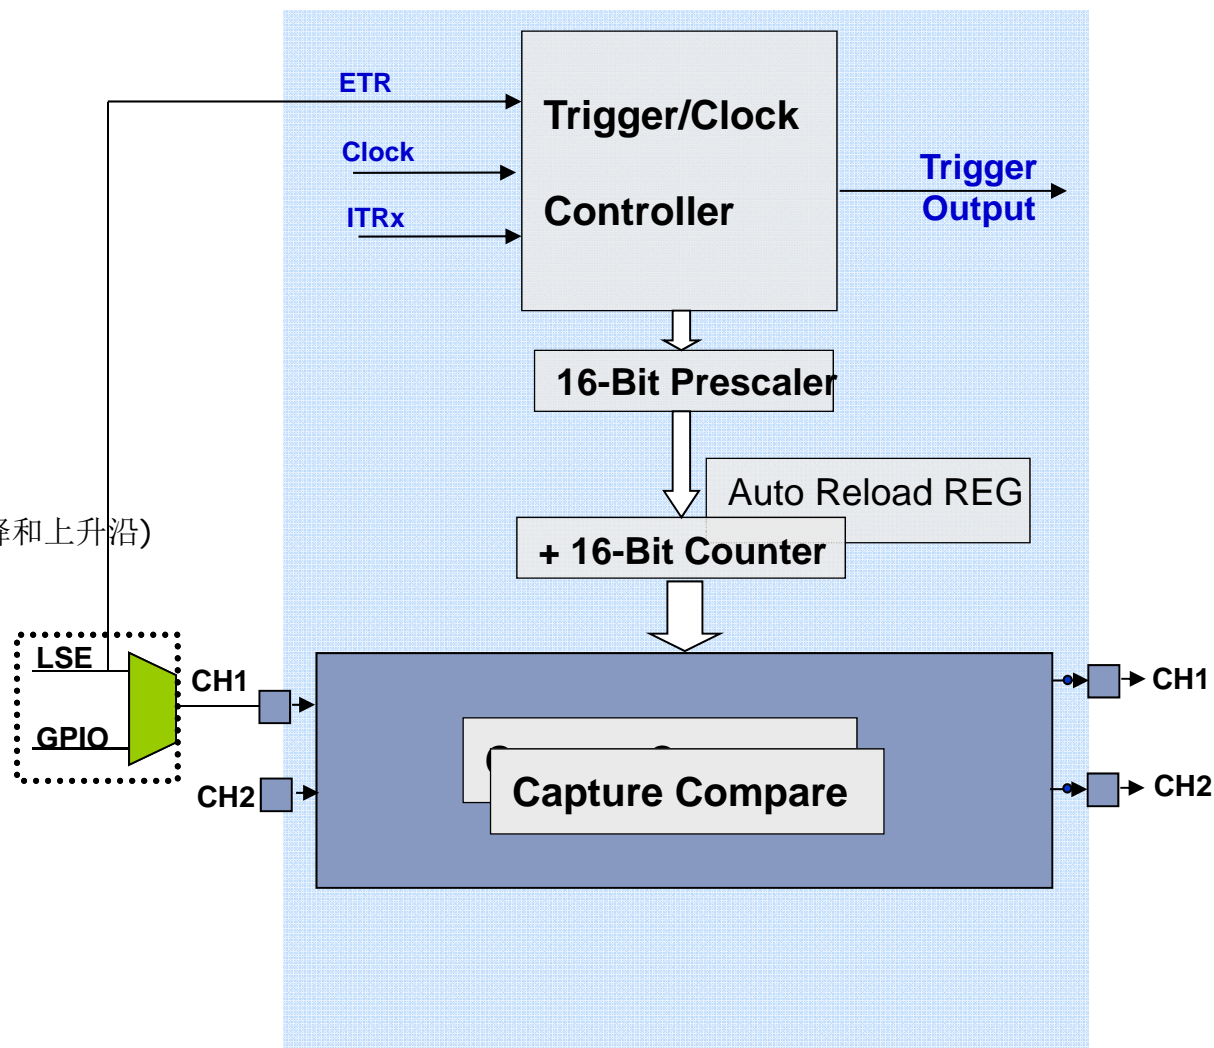 ETR
Trigger/Clock
Clock
Trigger
ITRx
Controller
Output
16-Bit Prescaler
Auto Reload REG
和上升沿)
+ 16-Bit Counter
LSE
CH1
CH1
GPIO
CH2
Capture Compare
CH2